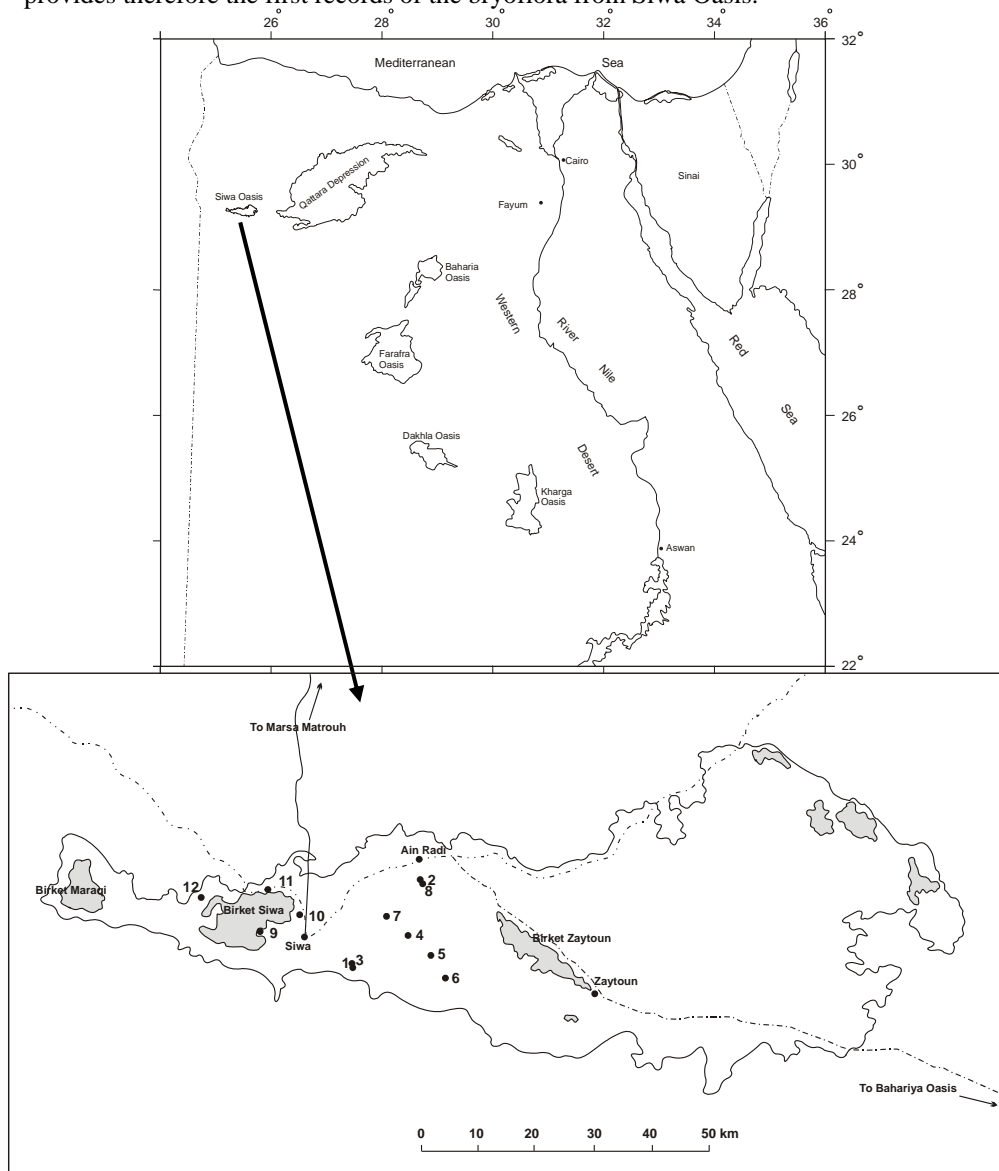 provides therefore the first records of the bryoflora from Siwa Oasis.
26° 28° 30° 32° 34° 36°
32°
Mediterranean Sea
30°
Cairo
Sinai
Qattara Depression
Siwa Oasis
Fayum
Baharia
Oasis
28°
Western
River
Nile
Red
Sea
Farafra
Oasis
26°
Dakhla Oasis
Desert
Kharga
Oasis
24°
Aswan
22°
To Marsa Matrouh
Ain Radi
2
8
Birket Maraqi
12
11
Birket Siwa
10
7
9
Siwa
4
Birket Zaytoun
5
1 3
6
Zaytoun
To Bahariya Oasis
0 10 20 30 40 50 km